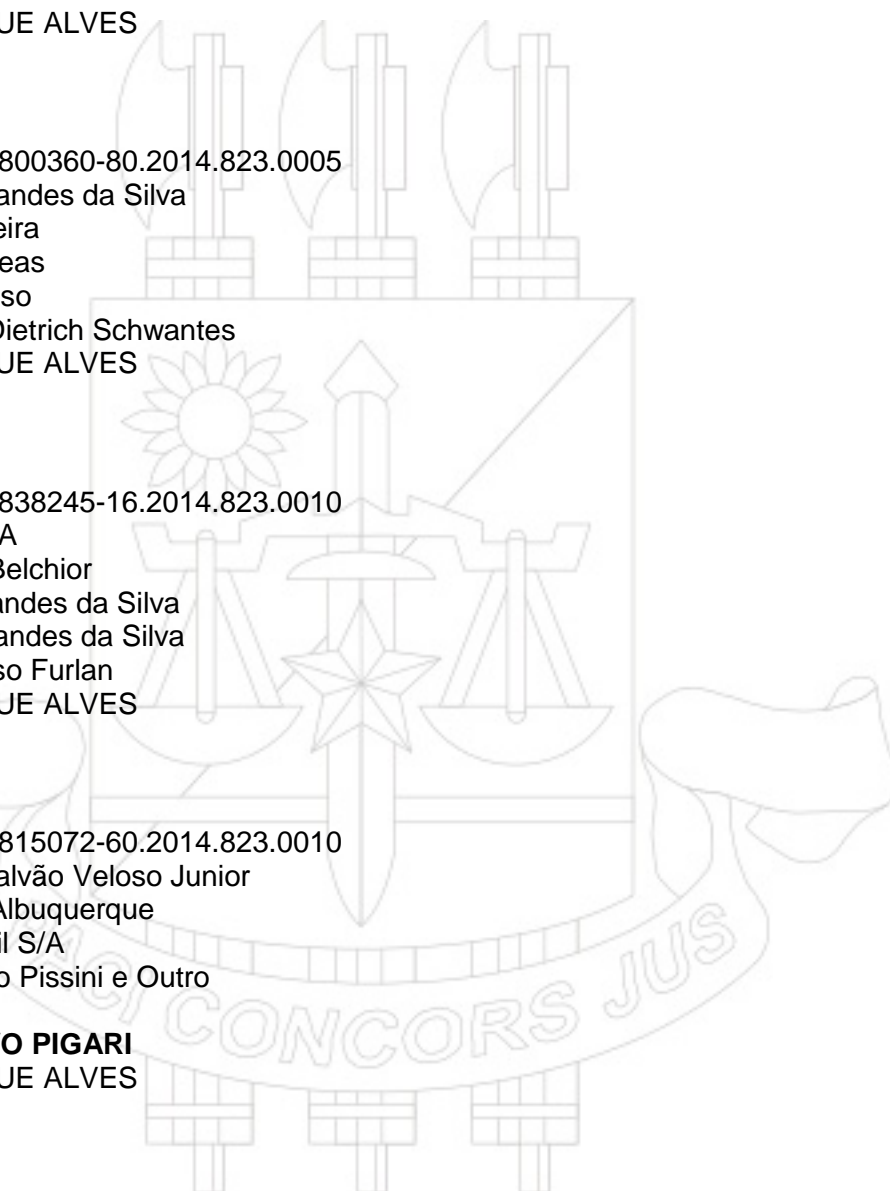 UE ALVES
800360-80.2014.823.0005
andes da Silva
eira
eas
so
Dietrich Schwantes
UE ALVES
838245-16.2014.823.0010
A
Belchior
andes da Silva
andes da Silva
so Furlan
UE ALVES
815072-60.2014.823.0010
alvão Veloso Junior
Albuquerque
il S/A
o Pissini e Outro
PACI CONCORS JUS
VO PIGARI
UE ALVES